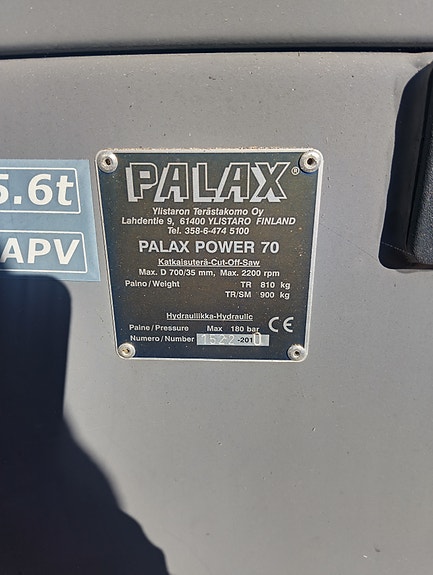 5.6t
APV
PALAX®
Ylistaron Terästakomo Oy
Lahdentie 9, 61400 YLISTARO FINLAND
Tel. 358-6-474 5100
PALAX POWER 70
Katkaisuterä-Cut-Off-Saw
Max. D 700/35 mm, Max. 2200 rpm
Paino/Weight TR 810 kg
TR/SM 900 kg
Hydrauliikka-Hydraulic
Paine/Pressure Max 180 bar CE
Numero/Number 1522-2010